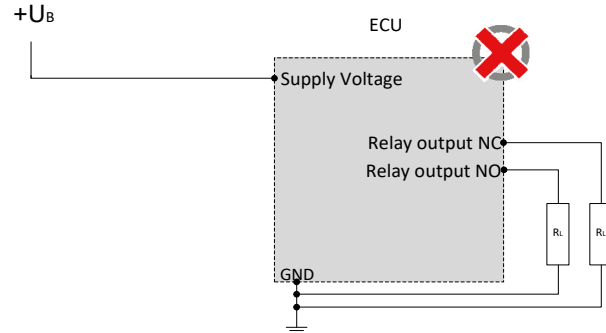 +UB
ECU
Supply Voltage
Relay output NC
Relay output NO
RL
RL
GND